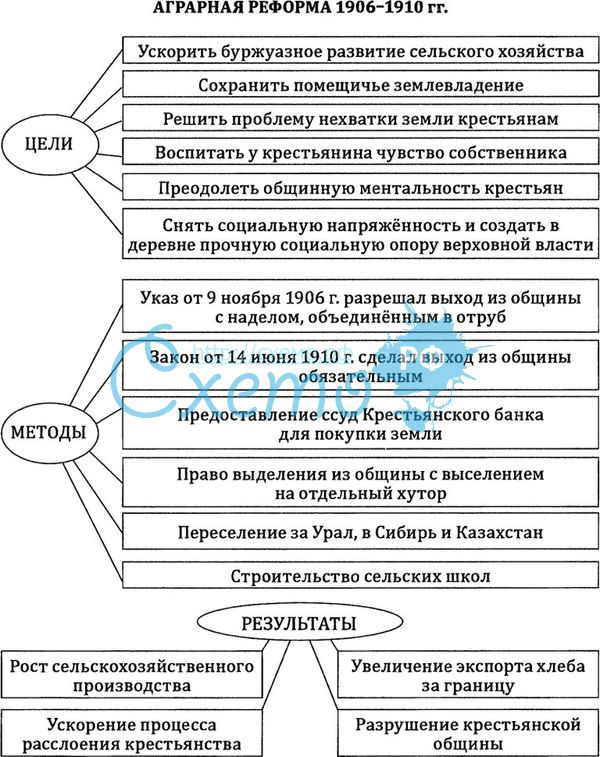 АГРАРНАЯ РЕФОРМА 1906–1910 гг.
ЦЕЛИ
Ускорить буржуазное развитие сельского хозяйства
Сохранить помещичье землевладение
Решить проблему нехватки земли крестьянам
Воспитать у крестьянина чувство собственника
Преодолеть общинную ментальность крестьян
Снять социальную напряжённость и создать в
деревне прочную социальную опору верховной власти
МЕТОДЫ
Указ от 9 ноября 1906 г. разрешал выход из общины
с наделом, объединённым в отруб
Закон от 14 июня 1910 г. сделал выход из общины
обязательным
Предоставление ссуд Крестьянского банка
для покупки земли
Право выделения из общины с выселением
на отдельный хутор
Переселение за Урал, в Сибирь и Казахстан
Строительство сельских школ
РЕЗУЛЬТАТЫ
Рост сельскохозяйственного
производства
Увеличение экспорта хлеба
за границу
Ускорение процесса
расслоения крестьянства
Разрушение крестьянской
общины
Схемо
РФ